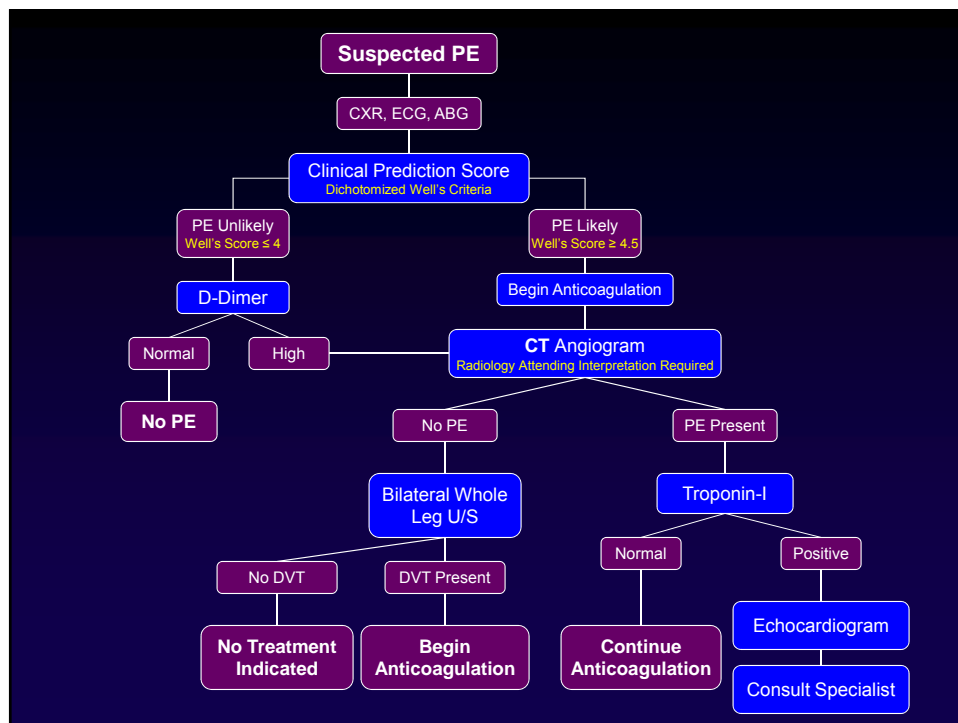 Suspected PE
CXR, ECG, ABG
Clinical Prediction Score
Dichotomized Well's Criteria
PE Unlikely
Well's Score ≤ 4
PE Likely
Well's Score ≥ 4.5
D-Dimer
Begin Anticoagulation
Normal
High
CT Angiogram
Radiology Attending Interpretation Required
No PE
No PE
PE Present
Bilateral Whole
Leg U/S
Troponin-I
No DVT
DVT Present
Normal
Positive
No Treatment
Indicated
Begin
Anticoagulation
Continue
Anticoagulation
Echocardiogram
Consult Specialist